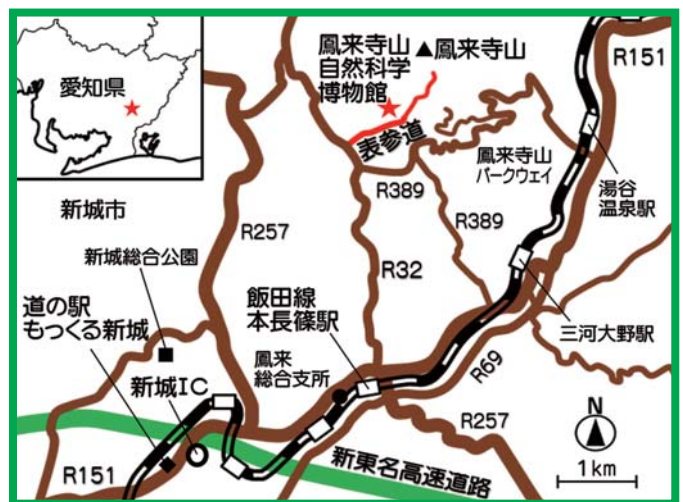 愛知県
鳳来寺山
自然科学
博物館
▲鳳来寺山
R151
表参道
鳳来寺山
パークウェイ
湯谷
温泉駅
新城市
R257
R389
R389
新城総合公園
R32
道の駅
もっくる新城
飯田線
本長篠駅
三河大野駅
鳳来
総合支所
R69
新城IC
R257
N
R151
新東名高速道路
1km